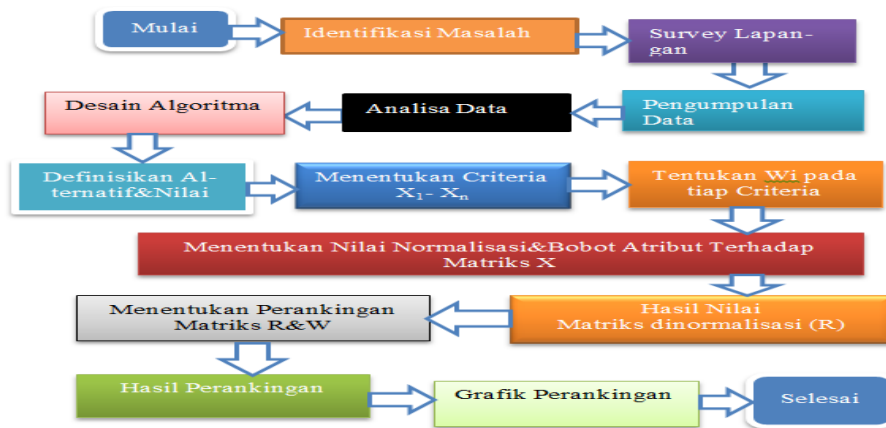 Mulai
Identifikasi Masalah
Survey Lapan-
gan
Pengumpulan
Data
Analisa Data
Desain Algoritma
Definisikan Al-
ternatif&Nilai
Menentukan Criteria
X₁- Xₙ
Tentukan Wi pada
tiap Criteria
Menentukan Nilai Normalisasi&Bobot Atribut Terhadap
Matriks X
Hasil Nilai
Matriks dinormalisasi (R)
Menentukan Perankingan
Matriks R&W
Hasil Perankingan
Grafik Perankingan
Selesai